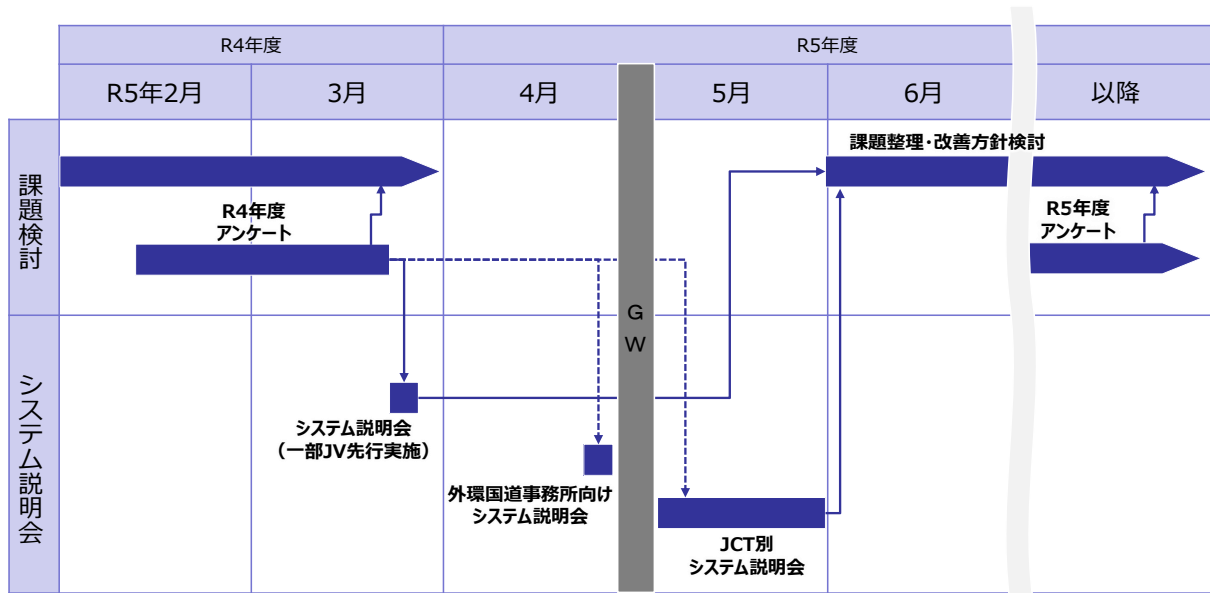 R4年度
R5年度
R5年2月
3月
4月
5月
6月
以降
課題検討
課題整理・改善方針検討
R4年度
アンケート
R5年度
アンケート
GW
システム説明会
システム説明会
（一部JV先行実施）
外環国道事務所向け
システム説明会
JCT別
システム説明会